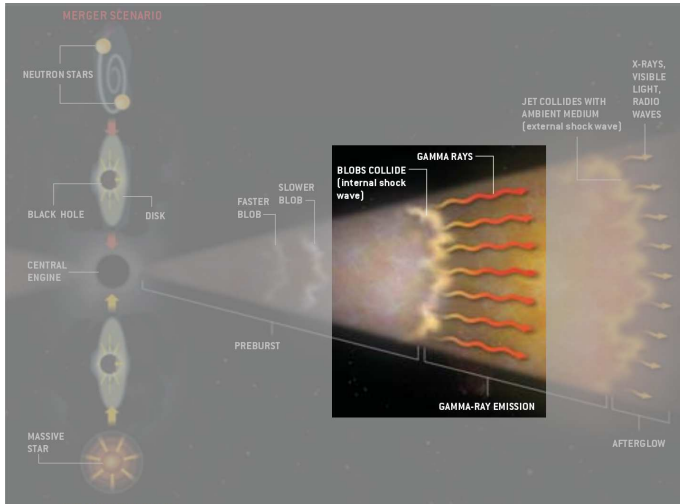 MERGER SCENARIO
NEUTRON STARS
BLACK HOLE
DISK
CENTRAL
ENGINE
MASSIVE
STAR
FASTER
BLOB
SLOWER
BLOB
PREBURST
BLOBS COLLIDE
(internal shock
wave)
GAMMA RAYS
GAMMA-RAY EMISSION
JET COLLIDES WITH
AMBIENT MEDIUM
(external shock wave)
X-RAYS,
VISIBLE
LIGHT,
RADIO
WAVES
AFTERGLOW